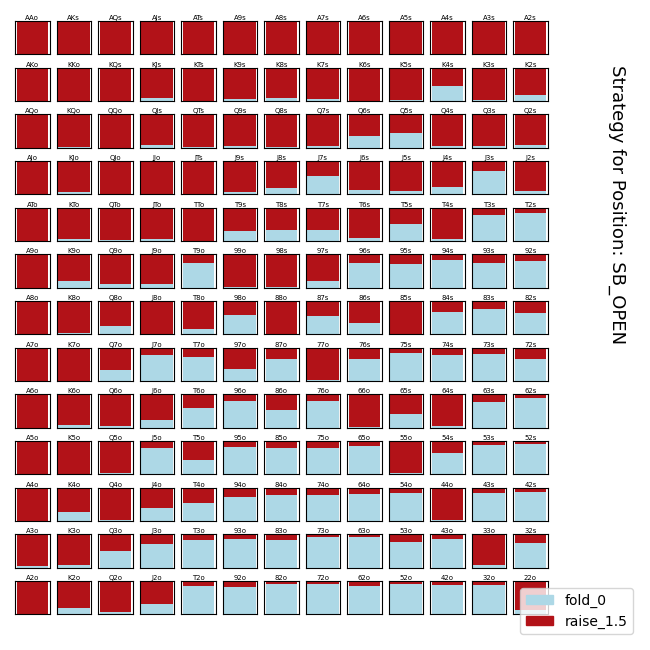 AAo AKs AQs AJs ATs A9s A8s A7s A6s A5s A4s A3s A2s
AKo KKo KQs KJs KTs K9s K8s K7s K6s K5s K4s K3s K2s
AQo KQo QQo QJs QTs Q9s Q8s Q7s Q6s Q5s Q4s Q3s Q2s
AJo KJo QJo JJo JTs J9s J8s J7s J6s J5s J4s J3s J2s
ATo KTo QTo JTo TTo T9s T8s T7s T6s T5s T4s T3s T2s
A9o K9o Q9o J9o T9o 99o 98s 97s 96s 95s 94s 93s 92s
A8o K8o Q8o J8o T8o 98o 88o 87s 86s 85s 84s 83s 82s
A7o K7o Q7o J7o T7o 97o 87o 77o 76s 75s 74s 73s 72s
A6o K6o Q6o J6o T6o 96o 86o 76o 66o 65s 64s 63s 62s
A5o K5o Q5o J5o T5o 95o 85o 75o 65o 55o 54s 53s 52s
A4o K4o Q4o J4o T4o 94o 84o 74o 64o 54o 44o 43s 42s
A3o K3o Q3o J3o T3o 93o 83o 73o 63o 53o 43o 33o 32s
A2o K2o Q2o J2o T2o 92o 82o 72o 62o 52o 42o 32o 22o
Strategy for Position: SB_OPEN
fold_0
raise_1.5